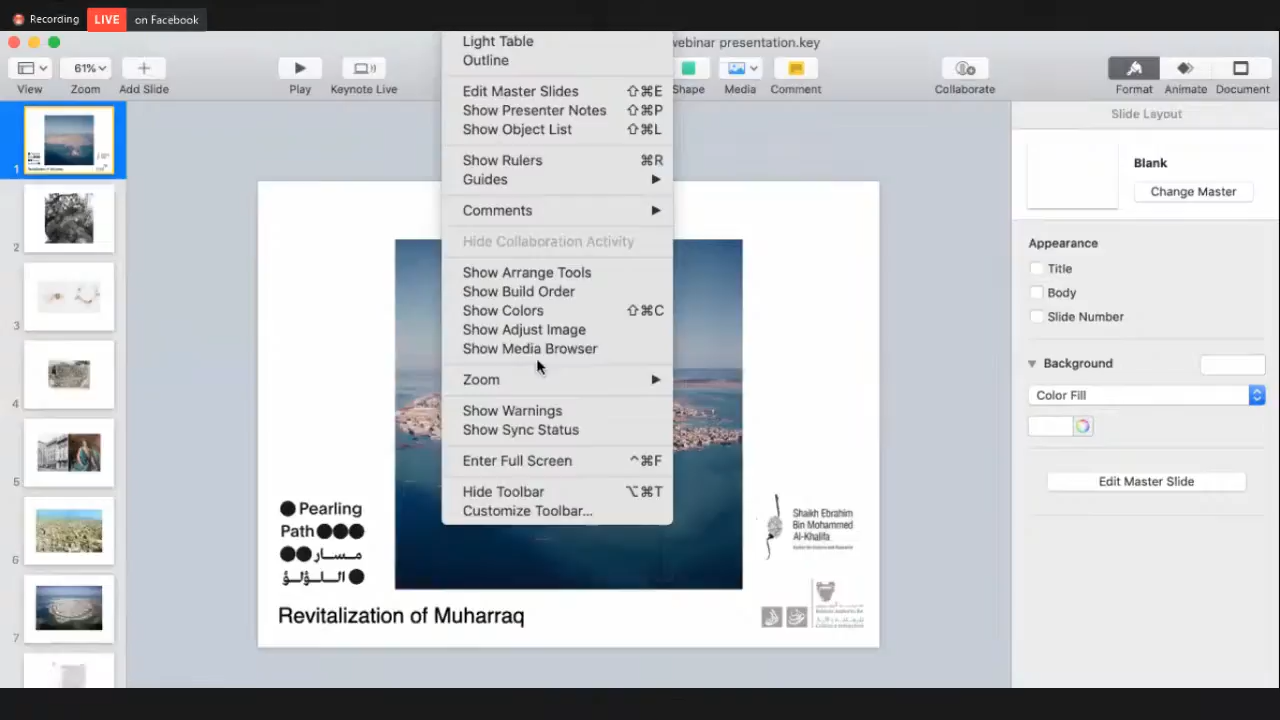 Recording
LIVE on Facebook
webinar presentation.key
View
61%
Zoom
Add Slide
Play
Keynote Live
Shape
Media
Comment
Collaborate
Format
Animate
Document
Light Table
Outline
Edit Master Slides ⇧⌘E
Show Presenter Notes ⇧⌘P
Show Object List ⇧⌘L
Show Rulers ⌘R
Guides
Comments
Hide Collaboration Activity
Show Arrange Tools
Show Build Order
Show Colors ⇧⌘C
Show Adjust Image
Show Media Browser
Zoom
Show Warnings
Show Sync Status
Enter Full Screen ^⌘F
Hide Toolbar ⌥⌘T
Customize Toolbar...
1
2
3
4
5
6
7
Pearling
Path
مسار
اللؤلؤ
Revitalization of Muharraq
Shaikh Ebrahim
Bin Mohammed
Al-Khalifa
Slide Layout
Blank
Change Master
Appearance
Title
Body
Slide Number
Background
Color Fill
Edit Master Slide